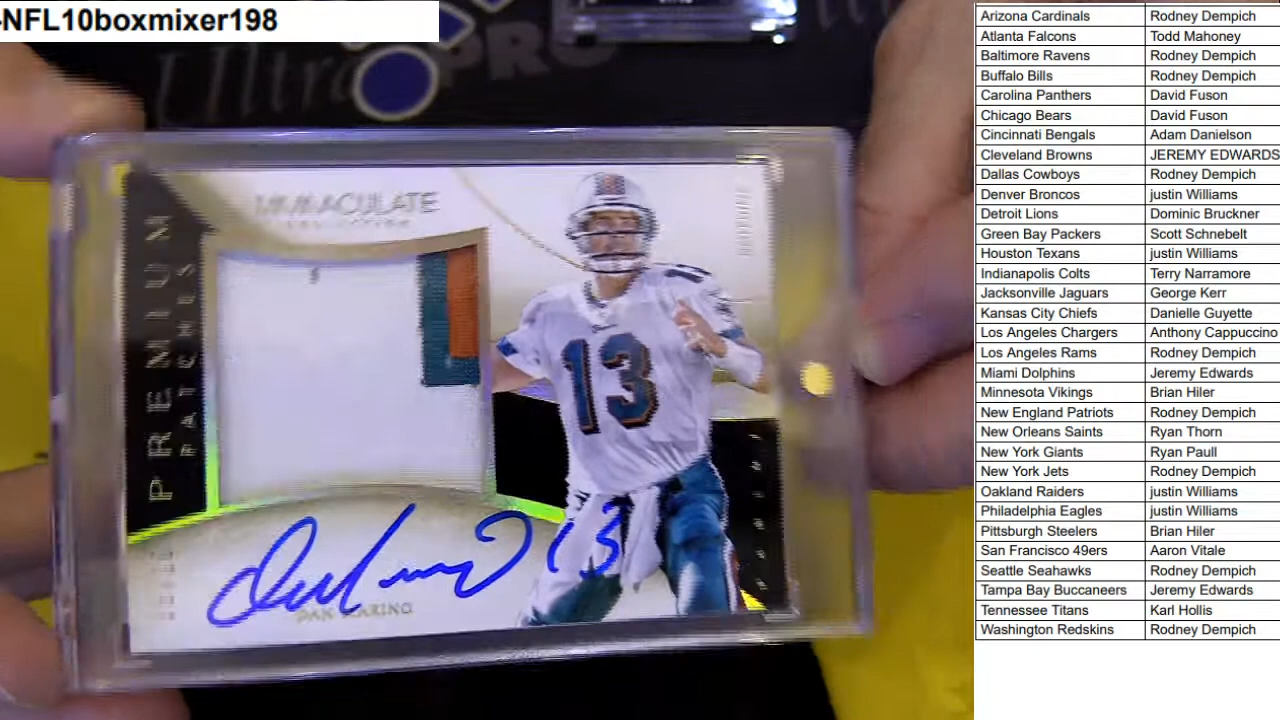 -NFL10boxmixer198
Ultra PRO
IMMACULATE
COLLECTION
PREMIUM
PATCHES
13
13
13
DAN MARINO
Arizona Cardinals Rodney Dempich
Atlanta Falcons Todd Mahoney
Baltimore Ravens Rodney Dempich
Buffalo Bills Rodney Dempich
Carolina Panthers David Fuson
Chicago Bears David Fuson
Cincinnati Bengals Adam Danielson
Cleveland Browns JEREMY EDWARDS
Dallas Cowboys Rodney Dempich
Denver Broncos justin Williams
Detroit Lions Dominic Bruckner
Green Bay Packers Scott Schnebelt
Houston Texans justin Williams
Indianapolis Colts Terry Narramore
Jacksonville Jaguars George Kerr
Kansas City Chiefs Danielle Guyette
Los Angeles Chargers Anthony Cappuccino
Los Angeles Rams Rodney Dempich
Miami Dolphins Jeremy Edwards
Minnesota Vikings Brian Hiler
New England Patriots Rodney Dempich
New Orleans Saints Ryan Thorn
New York Giants Ryan Paull
New York Jets Rodney Dempich
Oakland Raiders justin Williams
Philadelphia Eagles justin Williams
Pittsburgh Steelers Brian Hiler
San Francisco 49ers Aaron Vitale
Seattle Seahawks Rodney Dempich
Tampa Bay Buccaneers Jeremy Edwards
Tennessee Titans Karl Hollis
Washington Redskins Rodney Dempich